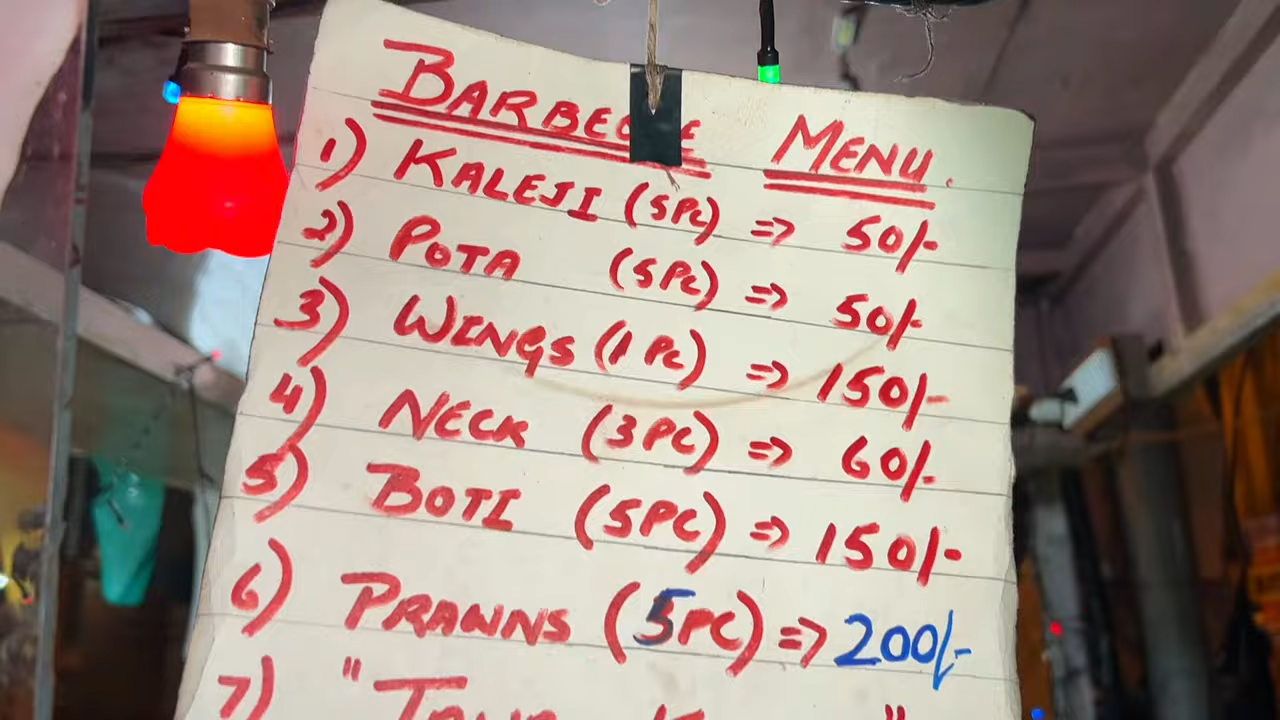 BARBECUE MENU.
1) KALEJI (5PC) => 50/-
2) POTA (5PC) => 50/-
3) WINGS (1 PC) => 150/-
4) NECK (3PC) => 60/-
5) BOTI (5PC) => 150/-
6) PRAWNS (5PC) => 200/-
7) "